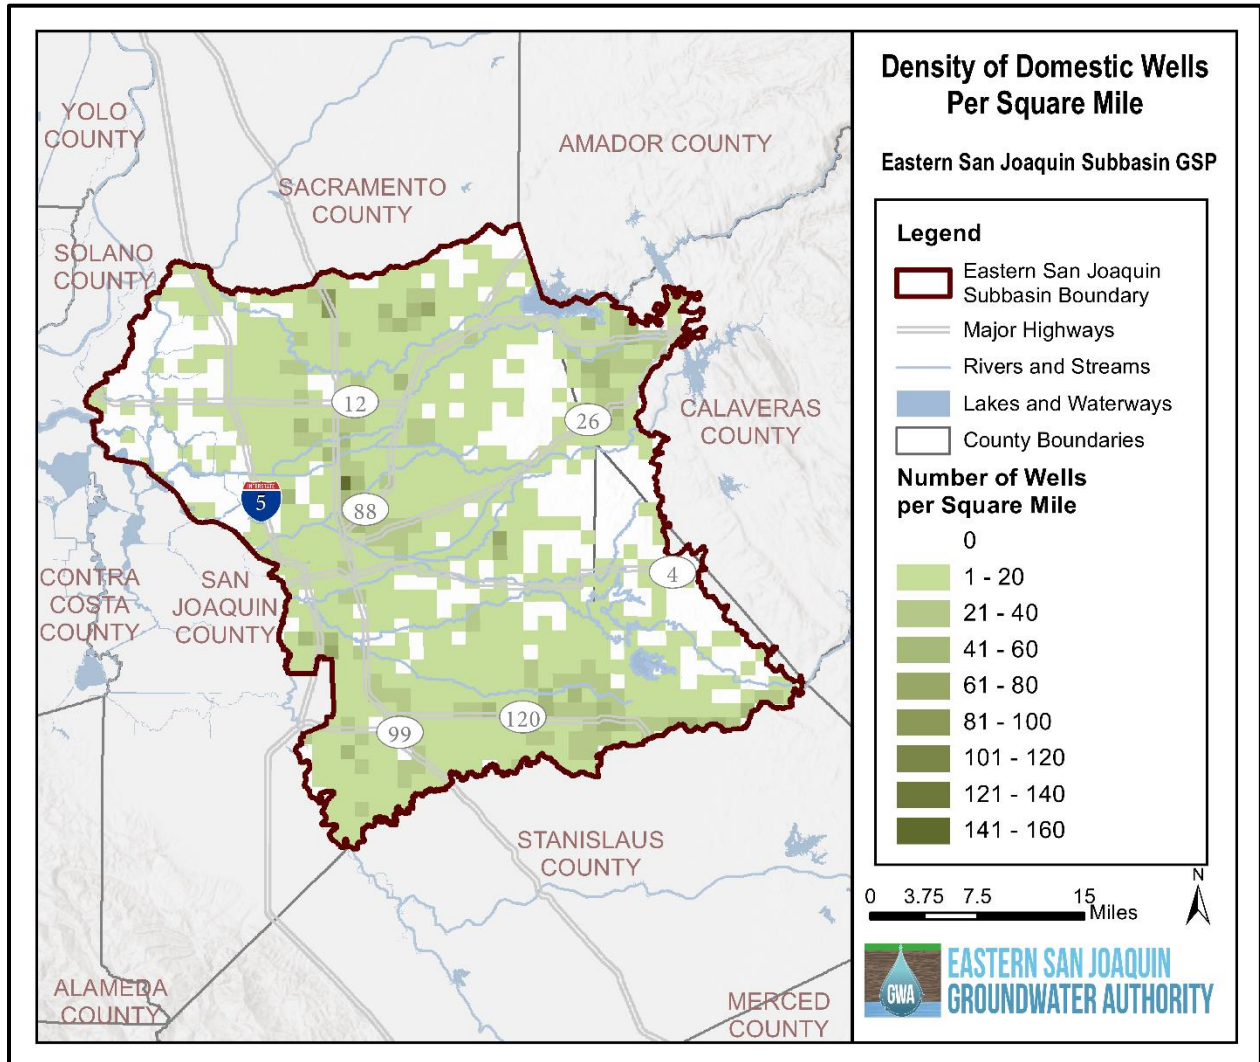 YOLO
COUNTY
AMADOR COUNTY
SACRAMENTO
COUNTY
SOLANO
COUNTY
12
26
CALAVERAS
COUNTY
INTERSTATE
5
88
4
CONTRA
COSTA
COUNTY
SAN
JOAQUIN
COUNTY
120
99
STANISLAUS
COUNTY
ALAMEDA
COUNTY
MERCED
COUNTY
Density of Domestic Wells
Per Square Mile
Eastern San Joaquin Subbasin GSP
Legend
Eastern San Joaquin
Subbasin Boundary
Major Highways
Rivers and Streams
Lakes and Waterways
County Boundaries
Number of Wells
per Square Mile
0
1 - 20
21 - 40
41 - 60
61 - 80
81 - 100
101 - 120
121 - 140
141 - 160
N
0 3.75 7.5 15
Miles
GWA
EASTERN SAN JOAQUIN
GROUNDWATER AUTHORITY